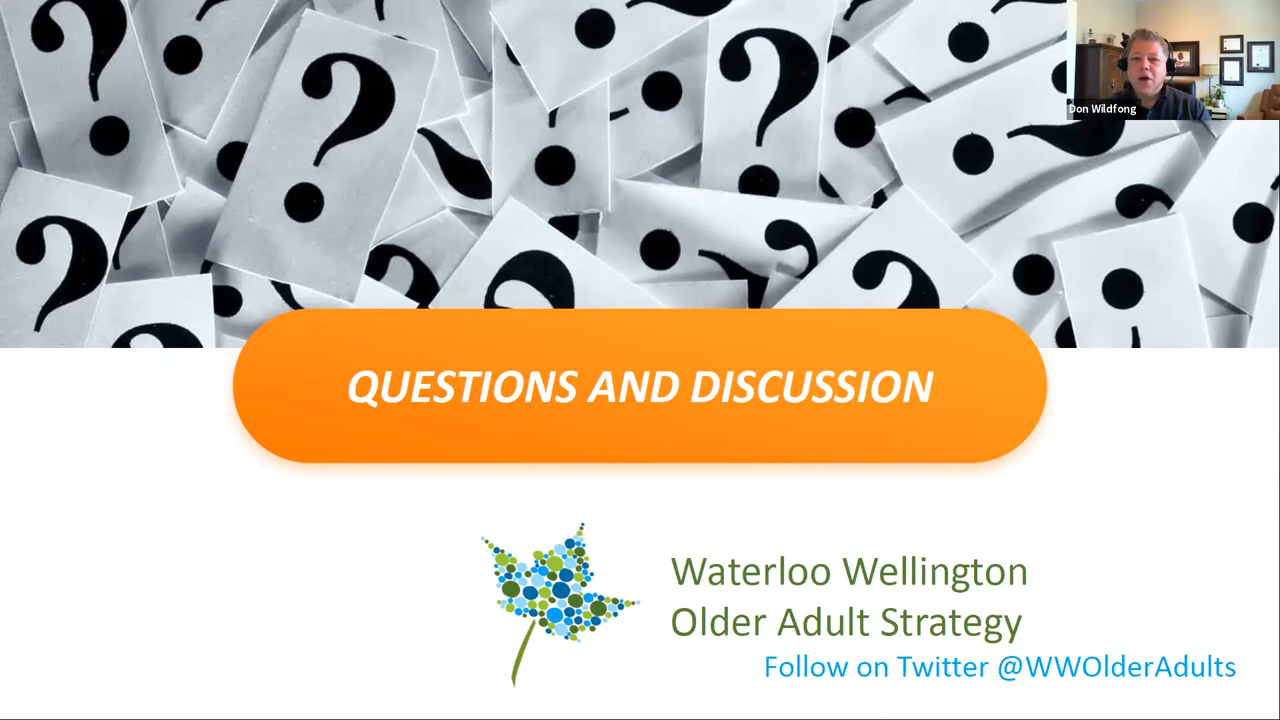 Don Wildfong
QUESTIONS AND DISCUSSION
Waterloo Wellington
Older Adult Strategy
Follow on Twitter @WWOlderAdults